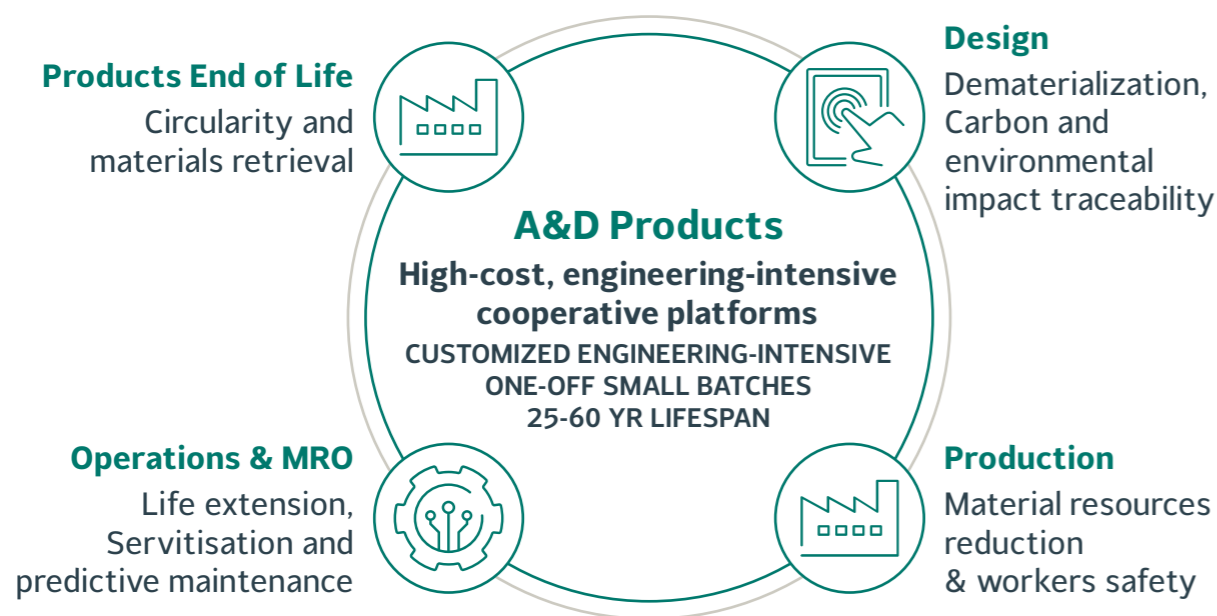 Products End of Life
Circularity and
materials retrieval
Design
Dematerialization,
Carbon and
environmental
impact traceability
A&D Products
High-cost, engineering-intensive
cooperative platforms
CUSTOMIZED ENGINEERING-INTENSIVE
ONE-OFF SMALL BATCHES
25-60 YR LIFESPAN
Operations & MRO
Life extension,
Servitisation and
predictive maintenance
Production
Material resources
reduction
& workers safety